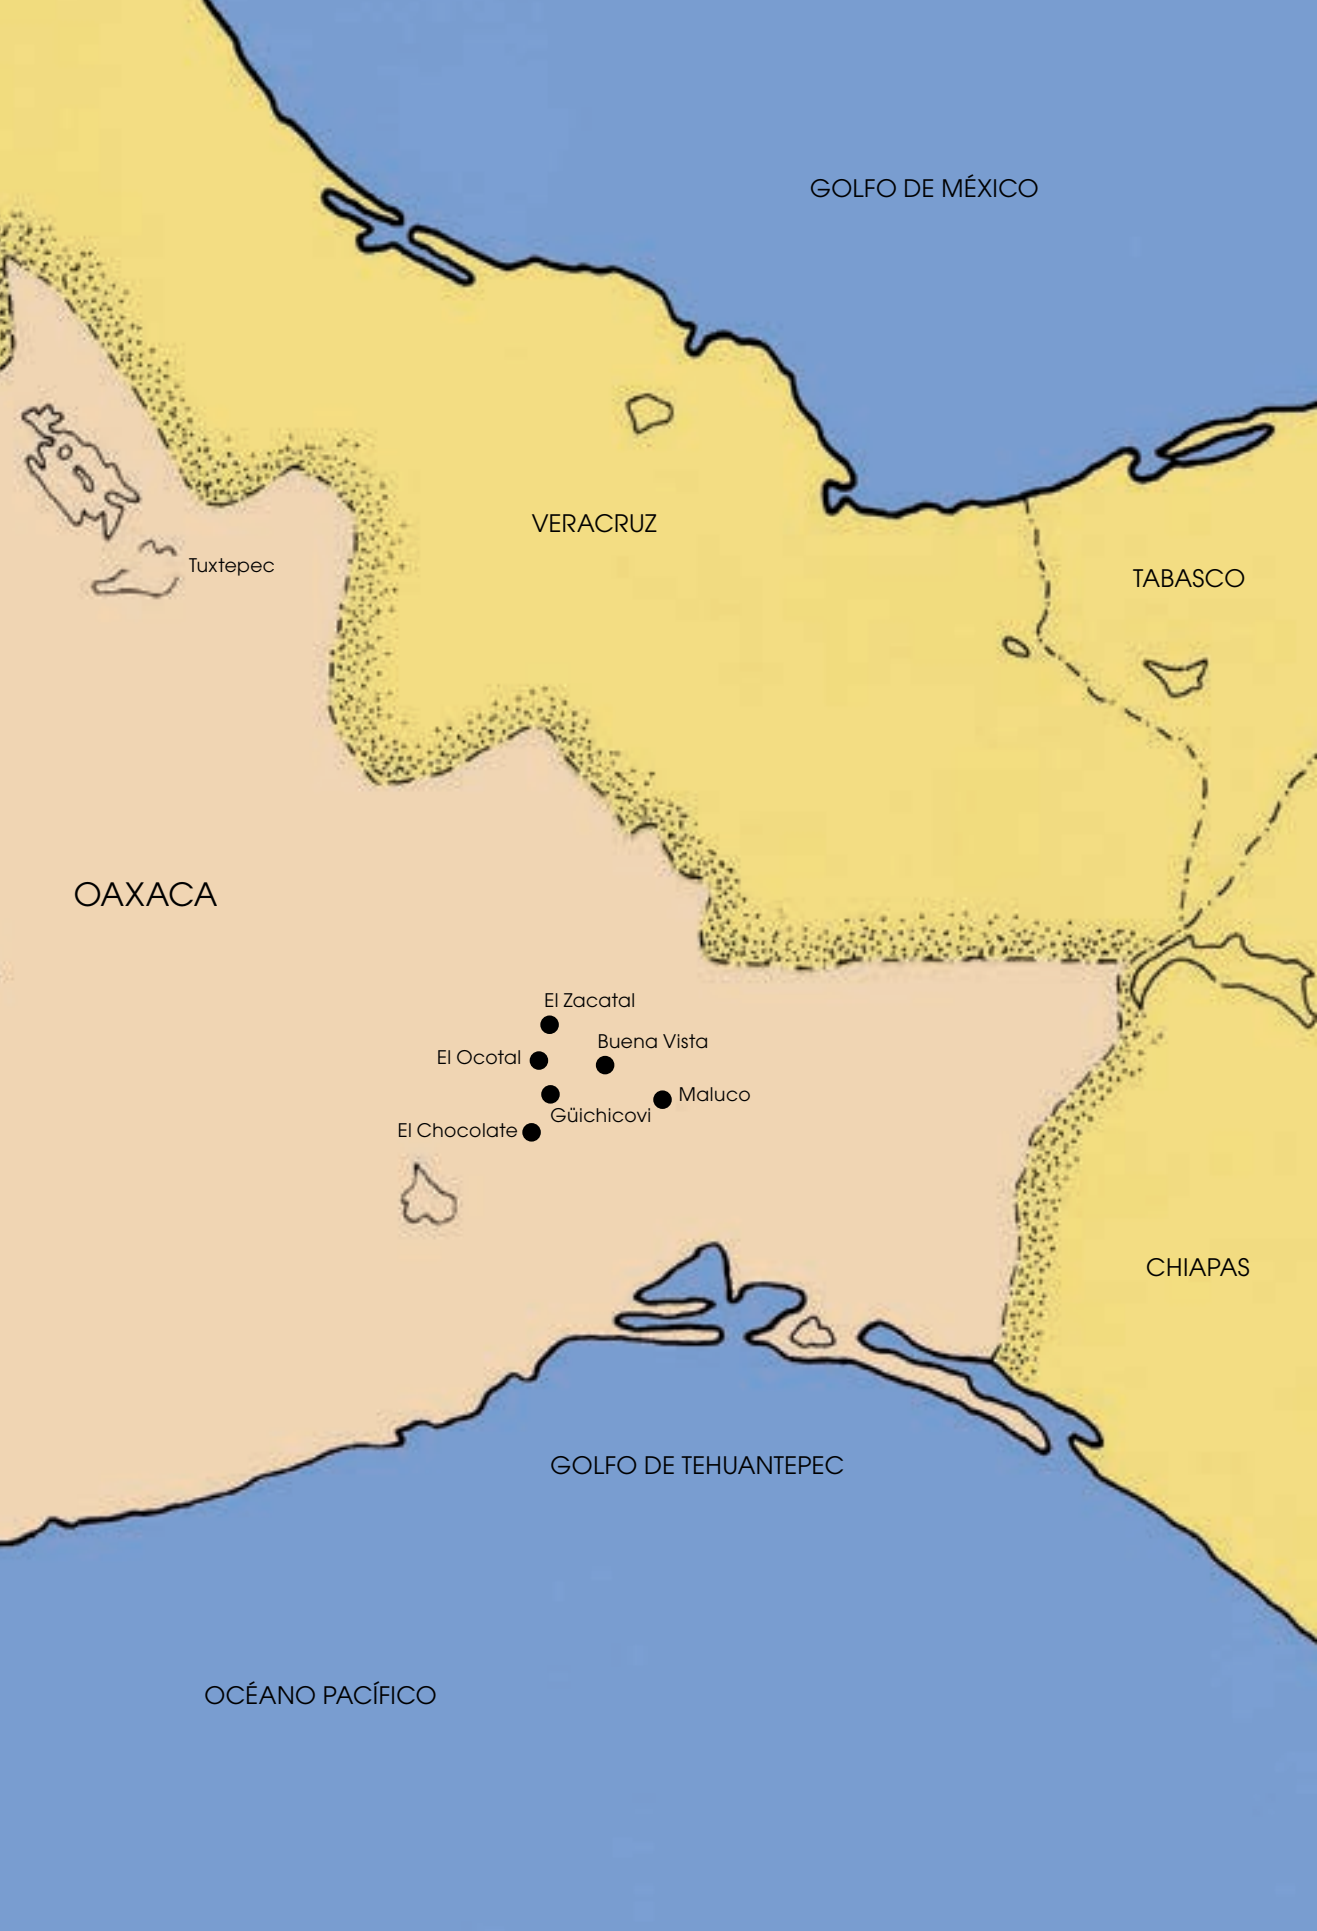 GOLFO DE MÉXICO
VERACRUZ
Tuxtepec
TABASCO
OAXACA
El Zacatal
Buena Vista
El Ocotal
Maluco
Güichicovi
El Chocolate
CHIAPAS
GOLFO DE TEHUANTEPEC
OCÉANO PACÍFICO